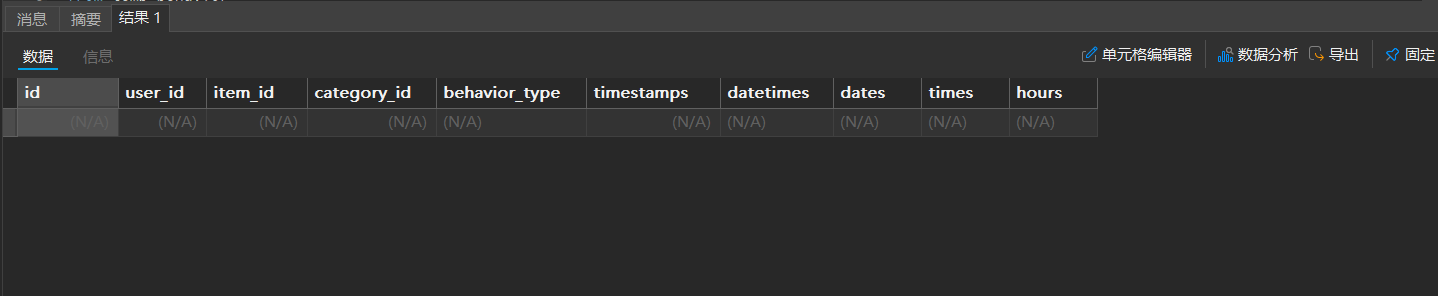 消息 摘要 结果 1
数据 信息 单元格编辑器 数据分析 导出 固定
id user_id item_id category_id behavior_type timestamps datetimes dates times hours
(N/A) (N/A) (N/A) (N/A) (N/A) (N/A) (N/A) (N/A) (N/A) (N/A)